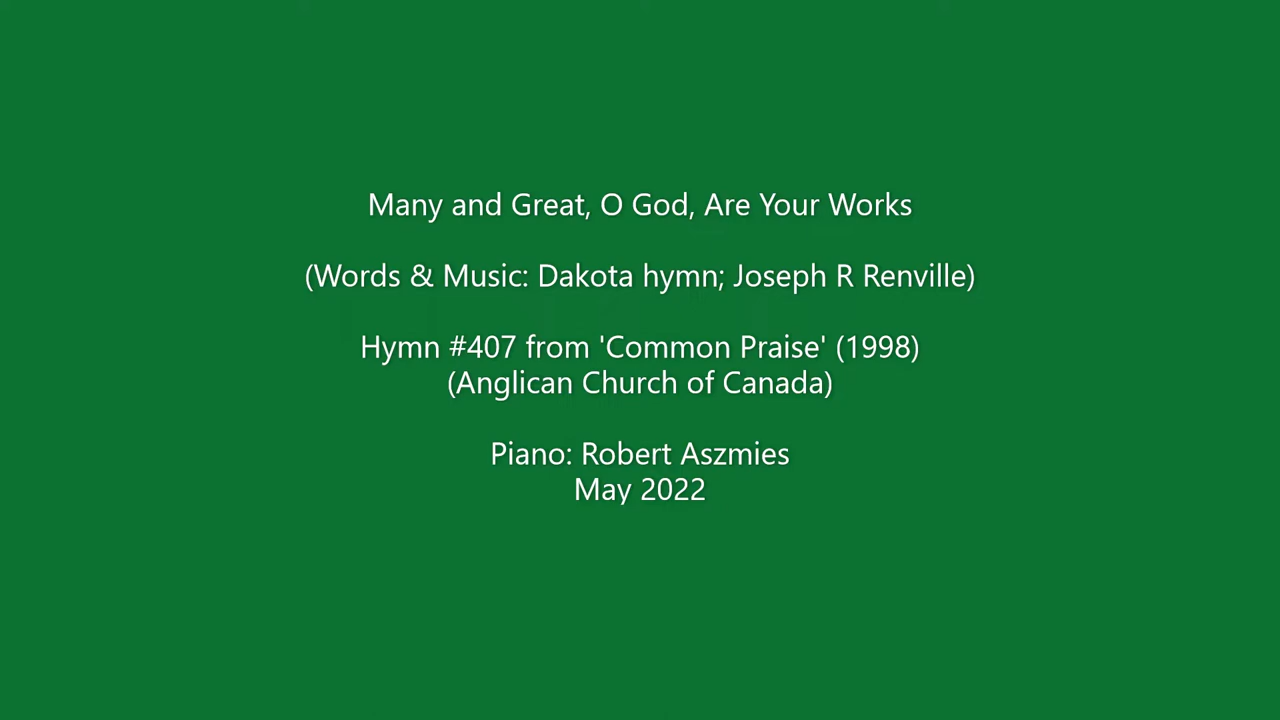 Many and Great, O God, Are Your Works
(Words & Music: Dakota hymn; Joseph R Renville)
Hymn #407 from 'Common Praise' (1998)
(Anglican Church of Canada)
Piano: Robert Aszmies
May 2022